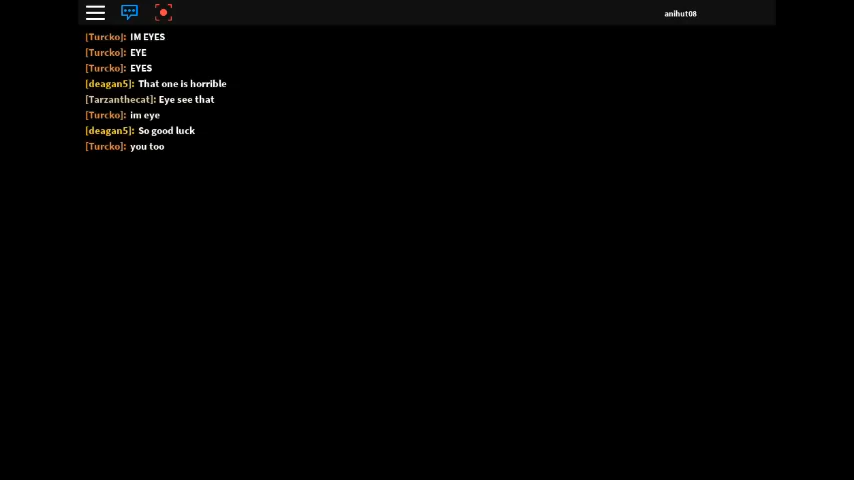 anihut08
[Turcko]: IM EYES
[Turcko]: EYE
[Turcko]: EYES
[deagan5]: That one is horrible
[Tarzanthecat]: Eye see that
[Turcko]: im eye
[deagan5]: So good luck
[Turcko]: you too